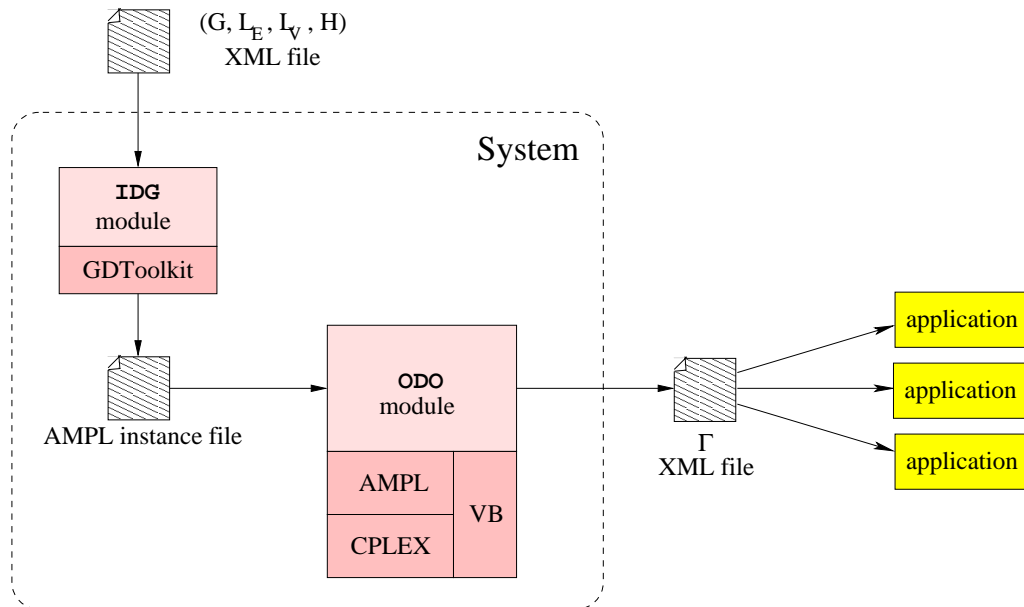 (G, L_E, L_V, H)
XML file
System
IDG
module
GDToolkit
AMPL instance file
ODO
module
AMPL
CPLEX
VB
Γ
XML file
application
application
application